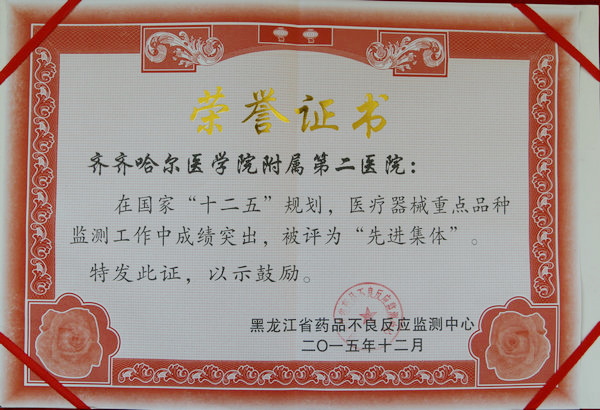 荣誉证书
齐齐哈尔医学院附属第二医院：
在国家“十二五”规划，医疗器械重点品种
监测工作中成绩突出，被评为“先进集体”。
特发此证，以示鼓励。
黑龙江省药品不良反应监测中心
二〇一五年十二月